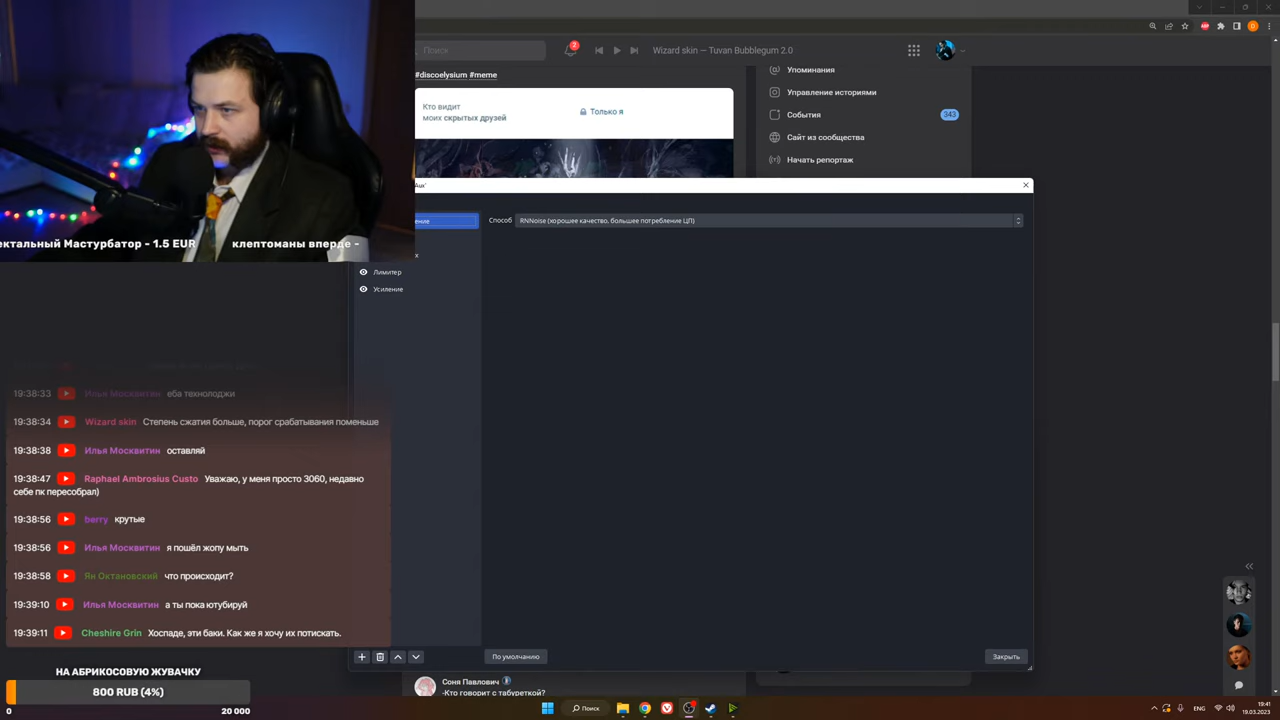 Поиск
2
Wizard skin — Tuvan Bubblegum 2.0
#discoelysium #meme
Кто видит
моих скрытых друзей
Только я
Упоминания
Управление историями
События
343
Сайт из сообщества
Начать репортаж
Aux'
ение
Способ
RNNoise (хорошее качество, большее потребление ЦП)
х
Лимитер
Усиление
ектальный Мастурбатор - 1.5 EUR клептоманы вперде -
19:38:33 Илья Москвитин еба технолоджи
19:38:34 Wizard skin Степень сжатия больше, порог срабатывания поменьше
19:38:38 Илья Москвитин оставляй
19:38:47 Raphael Ambrosius Custo Уважаю, у меня просто 3060, недавно
себе пк пересобрал)
19:38:56 berry крутые
19:38:56 Илья Москвитин я пошёл жопу мыть
19:38:58 Ян Октановский что происходит?
19:39:10 Илья Москвитин а ты пока ютубируй
19:39:11 Cheshire Grin Хоспаде, эти баки. Как же я хочу их потискать.
По умолчанию
Закрыть
НА АБРИКОСОВУЮ ЖУВАЧКУ
800 RUB (4%)
0
20 000
Соня Павлович
-Кто говорит с табуреткой?
Поиск
ENG
19:41
19.03.2023